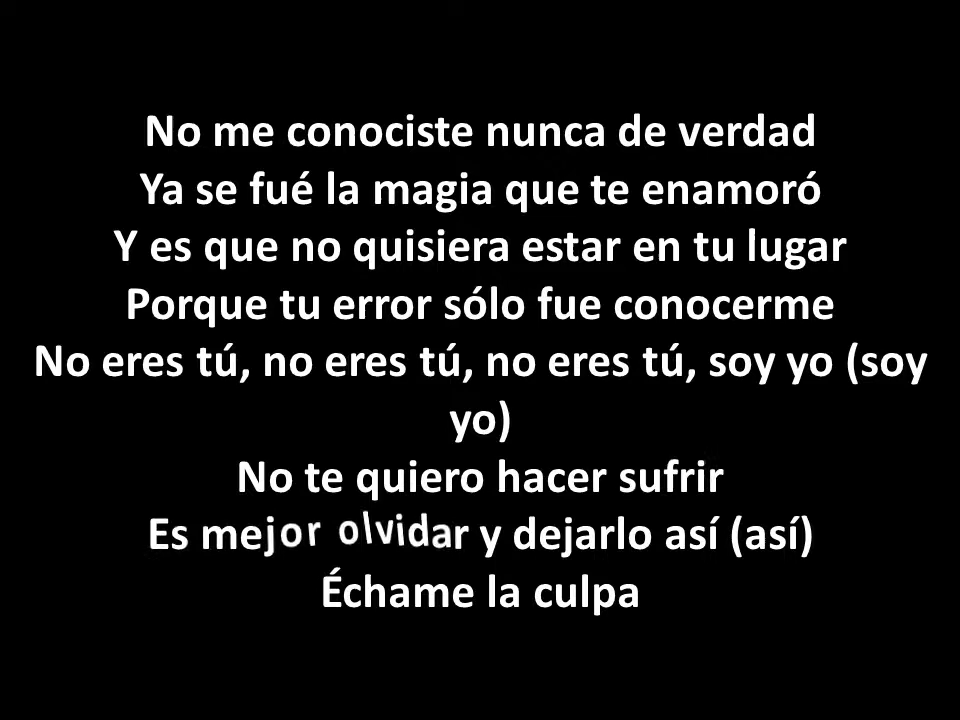 No me conociste nunca de verdad
Ya se fué la magia que te enamoró
Y es que no quisiera estar en tu lugar
Porque tu error sólo fue conocerme
No eres tú, no eres tú, no eres tú, soy yo (soy
yo)
No te quiero hacer sufrir
Es mejor olvidar y dejarlo así (así)
Échame la culpa